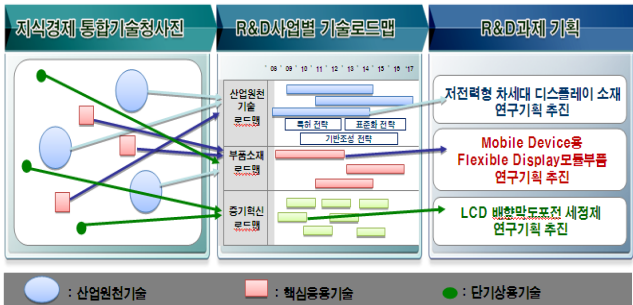 지식경제 통합기술청사진
R&D사업별 기술로드맵
R&D과제 기획
'08 '09 '10 '11 '12 '13 '14 '15 '16 '17
산업원천
기술
로드맵
특허 전략
표준화 전략
기반조성 전략
부품소재
로드맵
중기혁신
로드맵
저전력형 차세대 디스플레이 소재
연구기획 추진
Mobile Device용
Flexible Display모듈부품
연구기획 추진
LCD 배향막도포전 세정제
연구기획 추진
: 산업원천기술
: 핵심응용기술
: 단기상용기술